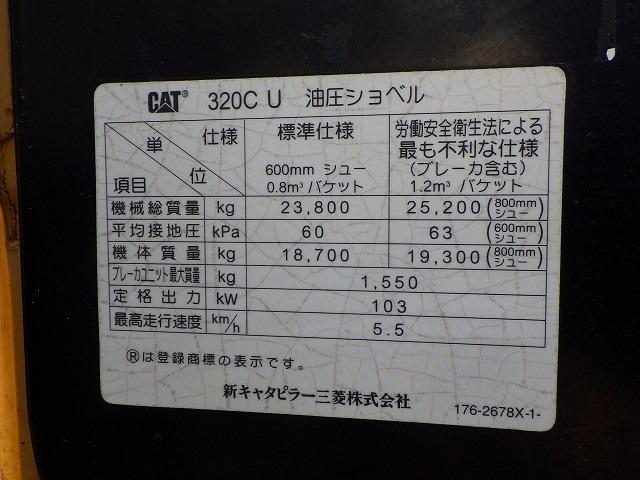 CAT® 320C U 油圧ショベル
仕様
単位
項目
標準仕様
600mm シュー
0.8m³ バケット
労働安全衛生法による
最も不利な仕様
(ブレーカ含む)
1.2m³ バケット
機械総質量 kg 23,800 25,200 (800mm シュー)
平均接地圧 kPa 60 63 (600mm シュー)
機体質量 kg 18,700 19,300 (800mm シュー)
ブレーカユニット最大質量 kg 1,550
定格出力 kW 103
最高走行速度 km/h 5.5
®は登録商標の表示です。
新キャタピラー三菱株式会社
176-2678X-1-